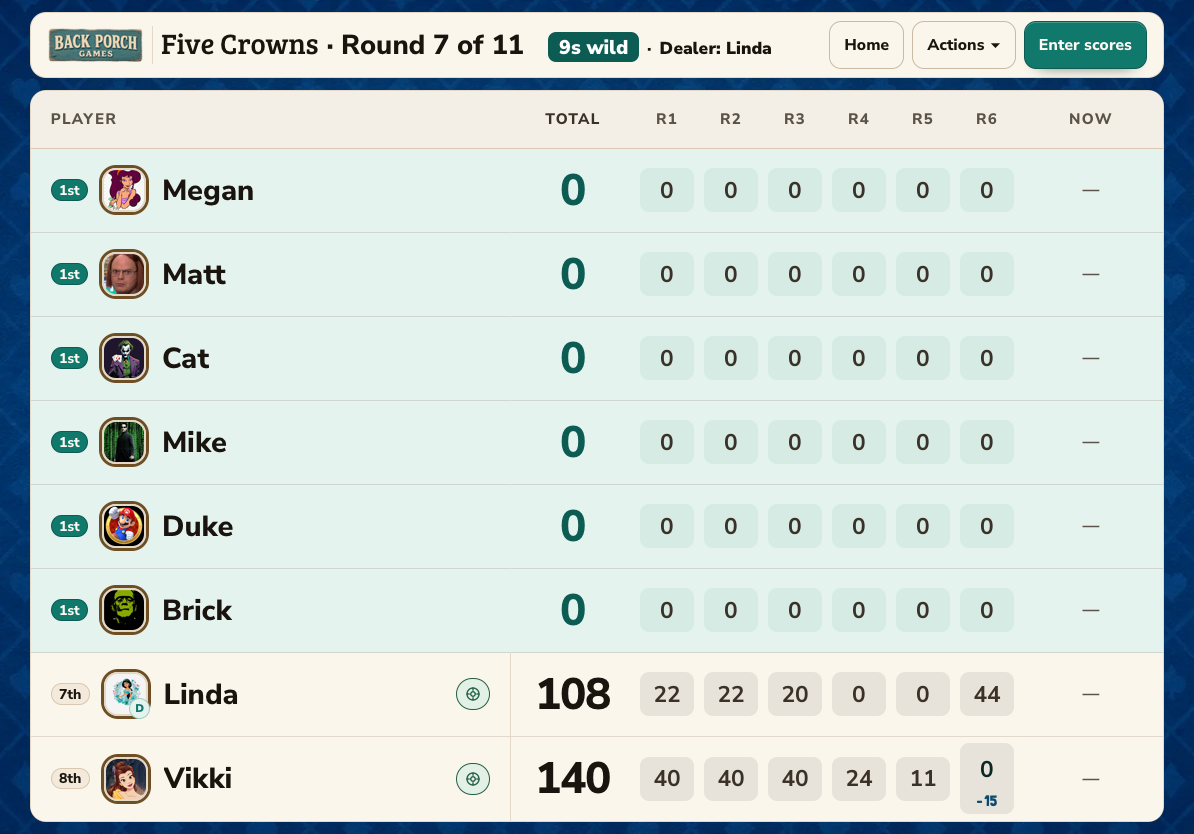 BACK PORCH
GAMES
Five Crowns · Round 7 of 11 9s wild · Dealer: Linda Home Actions Enter scores
PLAYER TOTAL R1 R2 R3 R4 R5 R6 NOW
1st Megan 0 0 0 0 0 0 0 —
1st Matt 0 0 0 0 0 0 0 —
1st Cat 0 0 0 0 0 0 0 —
1st Mike 0 0 0 0 0 0 0 —
1st Duke 0 0 0 0 0 0 0 —
1st Brick 0 0 0 0 0 0 0 —
7th D Linda 108 22 22 20 0 0 44 —
8th Vikki 140 40 40 40 24 11 0 —
-15